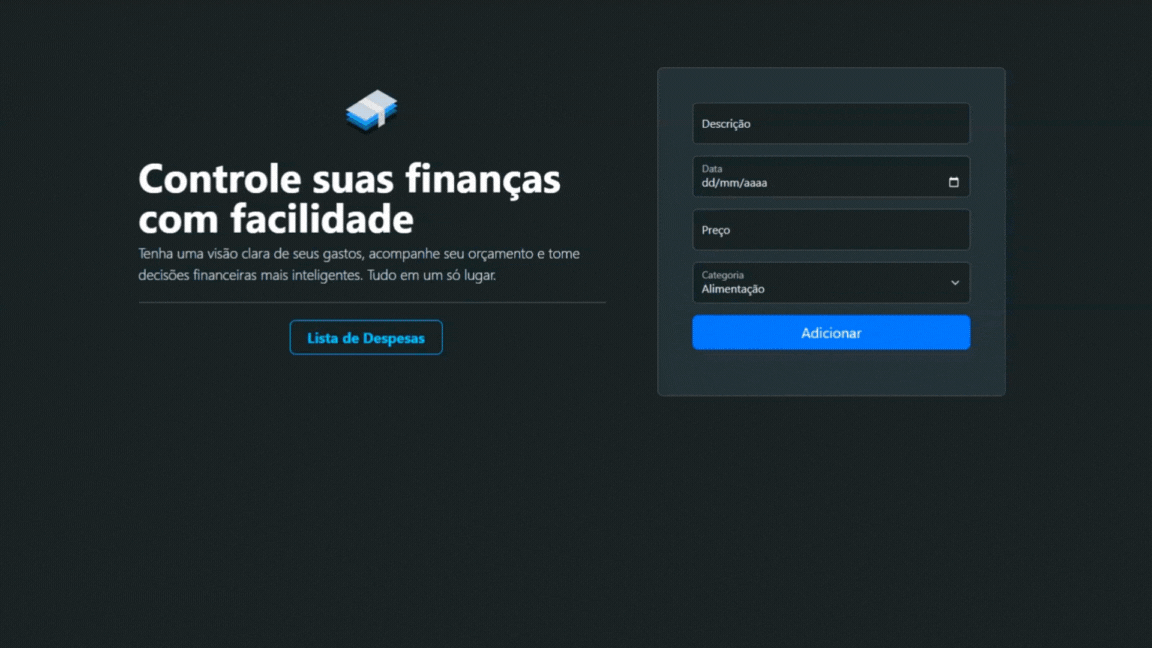 Controle suas finanças
com facilidade
Tenha uma visão clara de seus gastos, acompanhe seu orçamento e tome
decisões financeiras mais inteligentes. Tudo em um só lugar.
Lista de Despesas
Descrição
Data
dd/mm/aaaa
Preço
Categoria
Alimentação
Adicionar